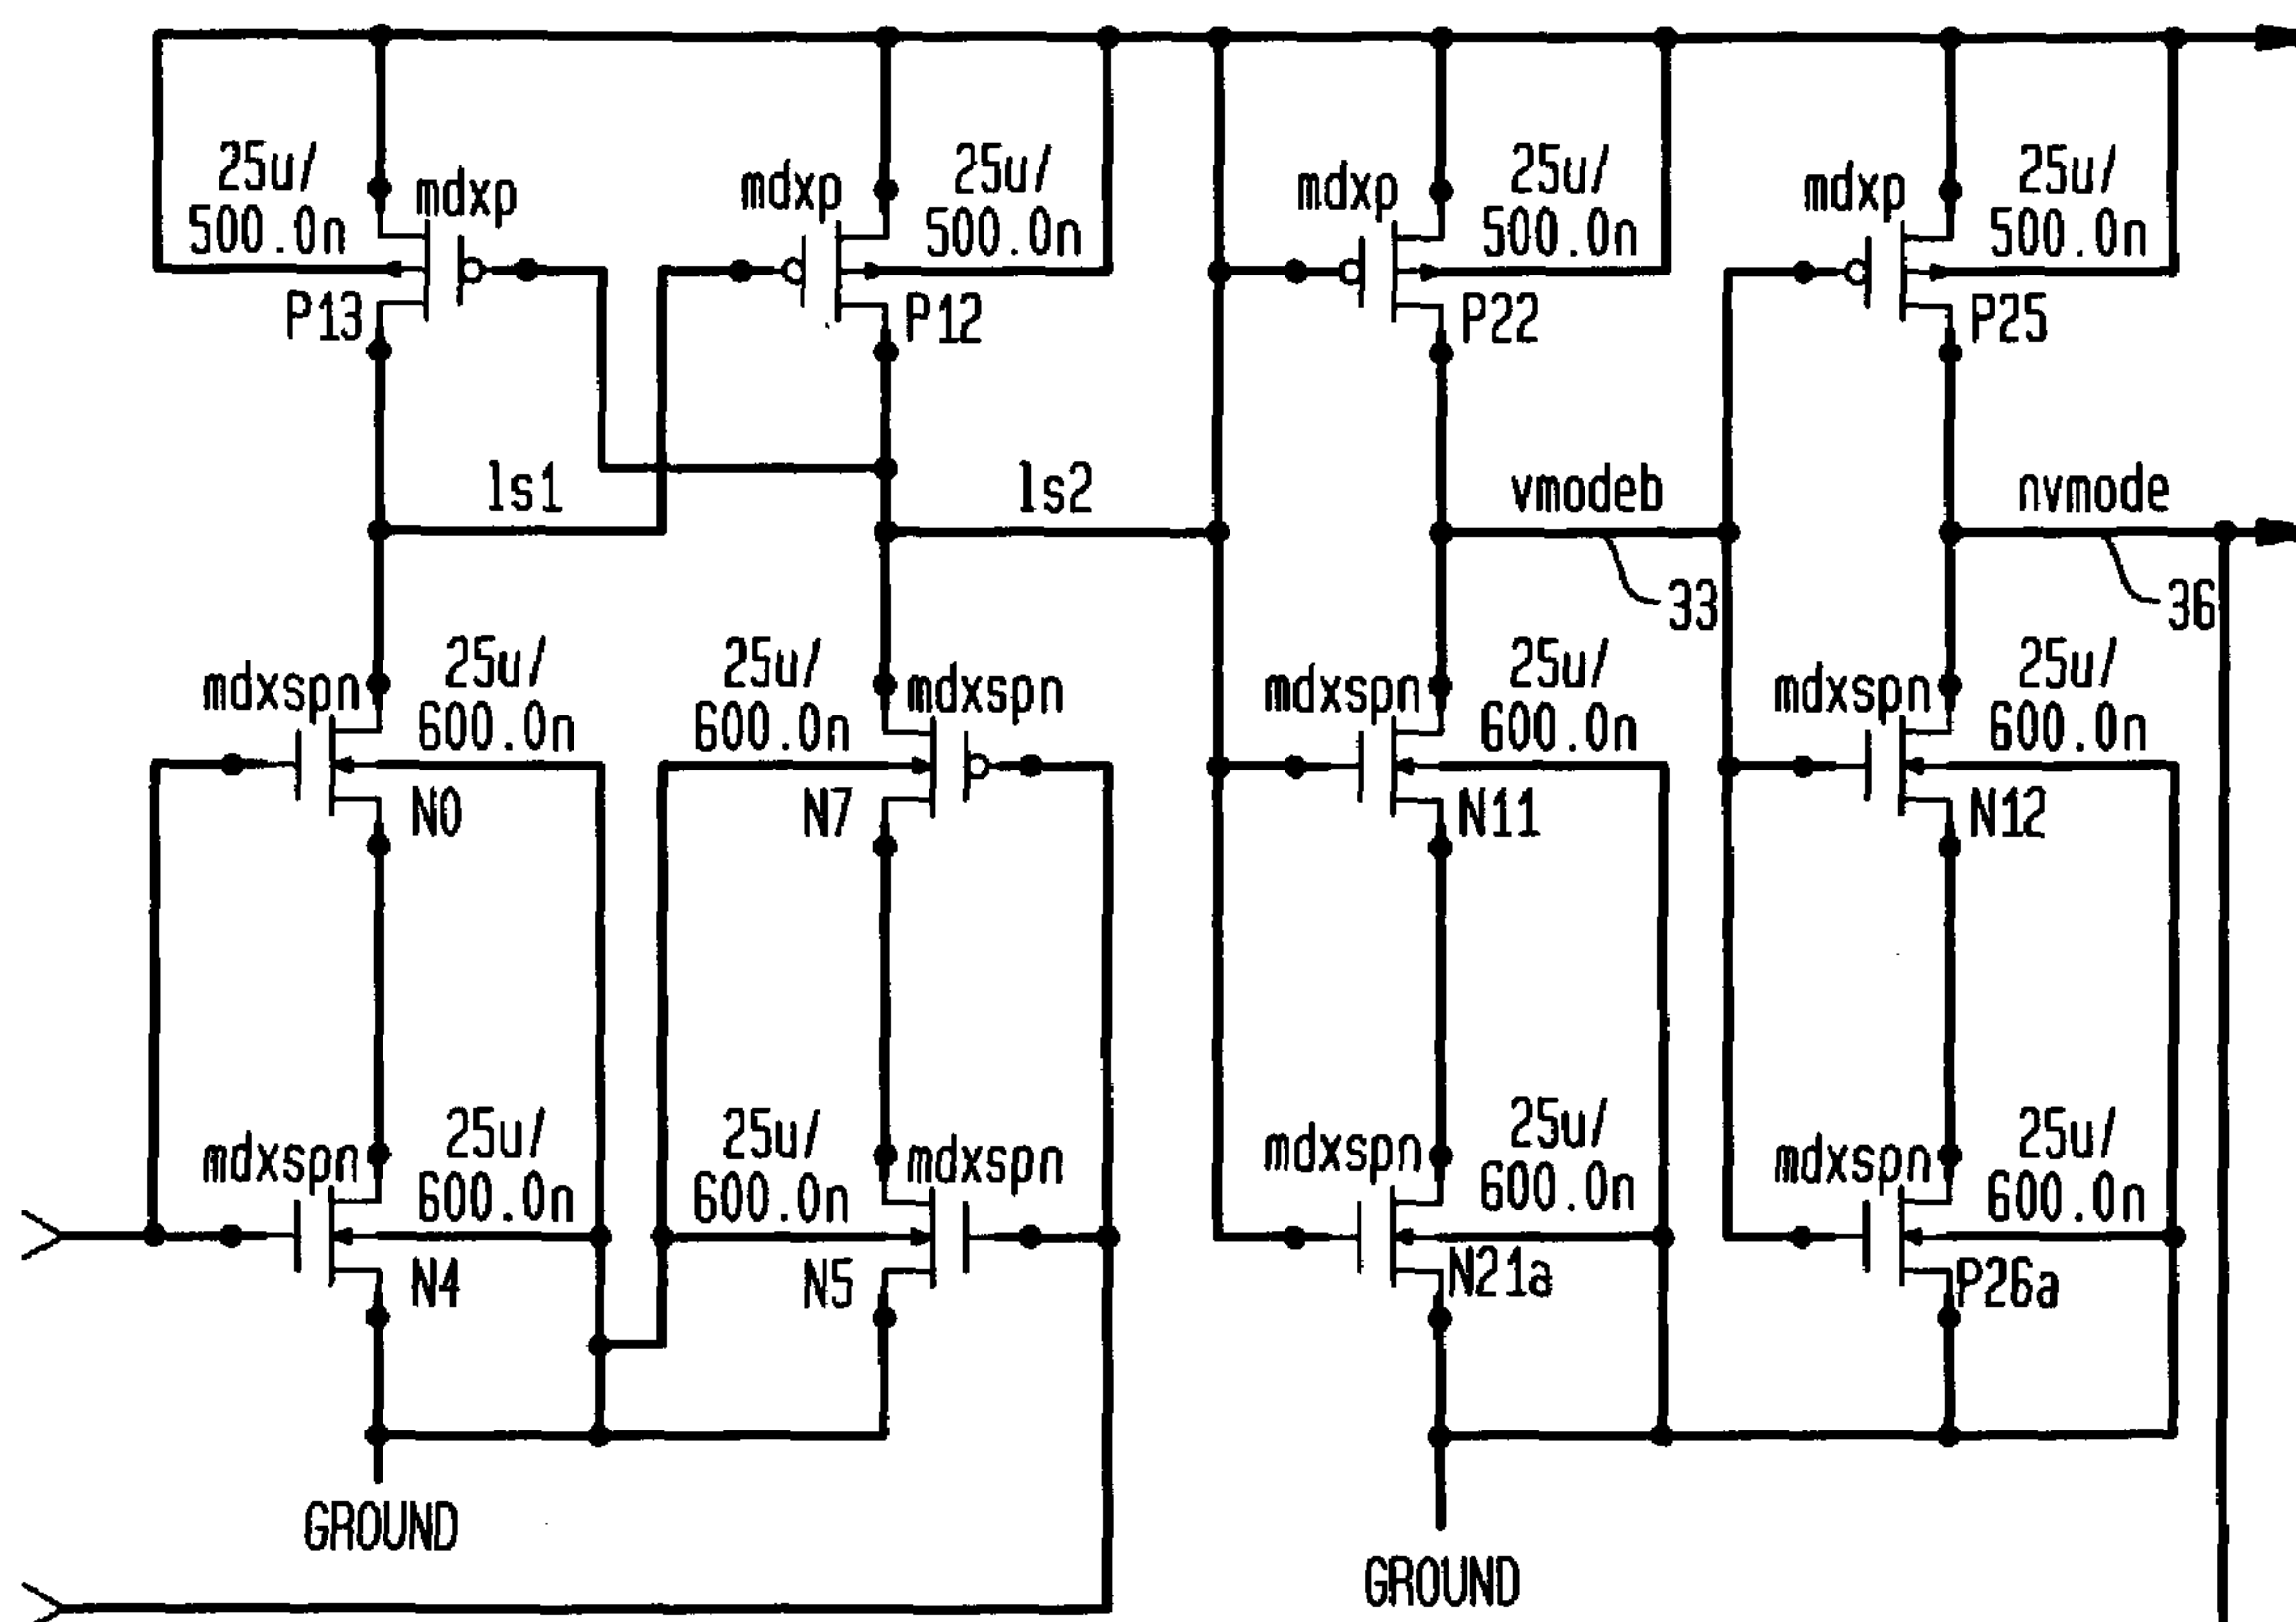 25u/
500.0n
mdxp
P13
mdxp
25u/
500.0n
P12
mdxp
25u/
500.0n
P22
mdxp
25u/
500.0n
P25
ls1
ls2
vmodeb
33
nvmode
36
mdxspn
25u/
600.0n
N0
25u/
600.0n
mdxspn
N7
mdxspn
25u/
600.0n
N11
mdxspn
25u/
600.0n
N12
mdxspn
25u/
600.0n
N4
25u/
600.0n
mdxspn
N5
mdxspn
25u/
600.0n
N21a
mdxspn
25u/
600.0n
P26a
GROUND
GROUND